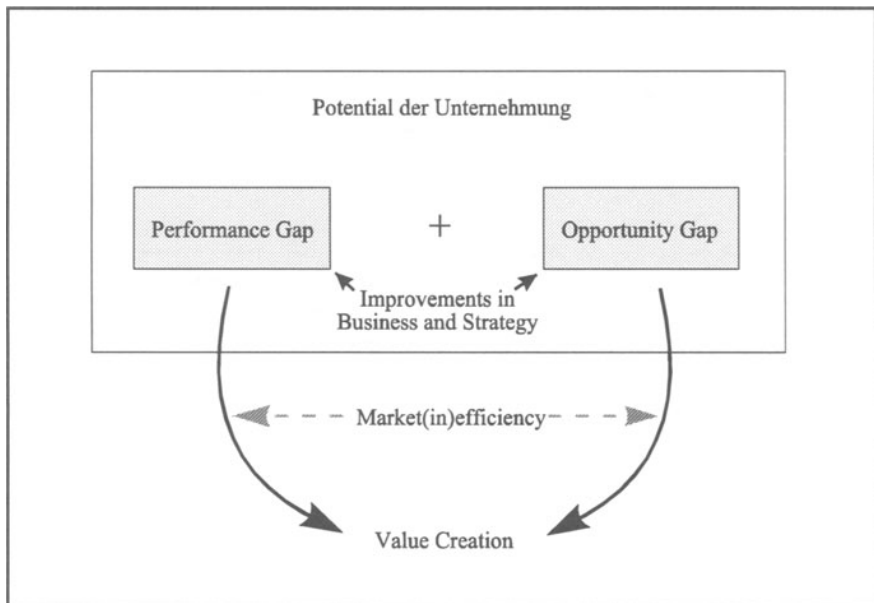 Potential der Unternehmung
Performance Gap
+
Opportunity Gap
Improvements in
Business and Strategy
Market(in)efficiency
Value Creation